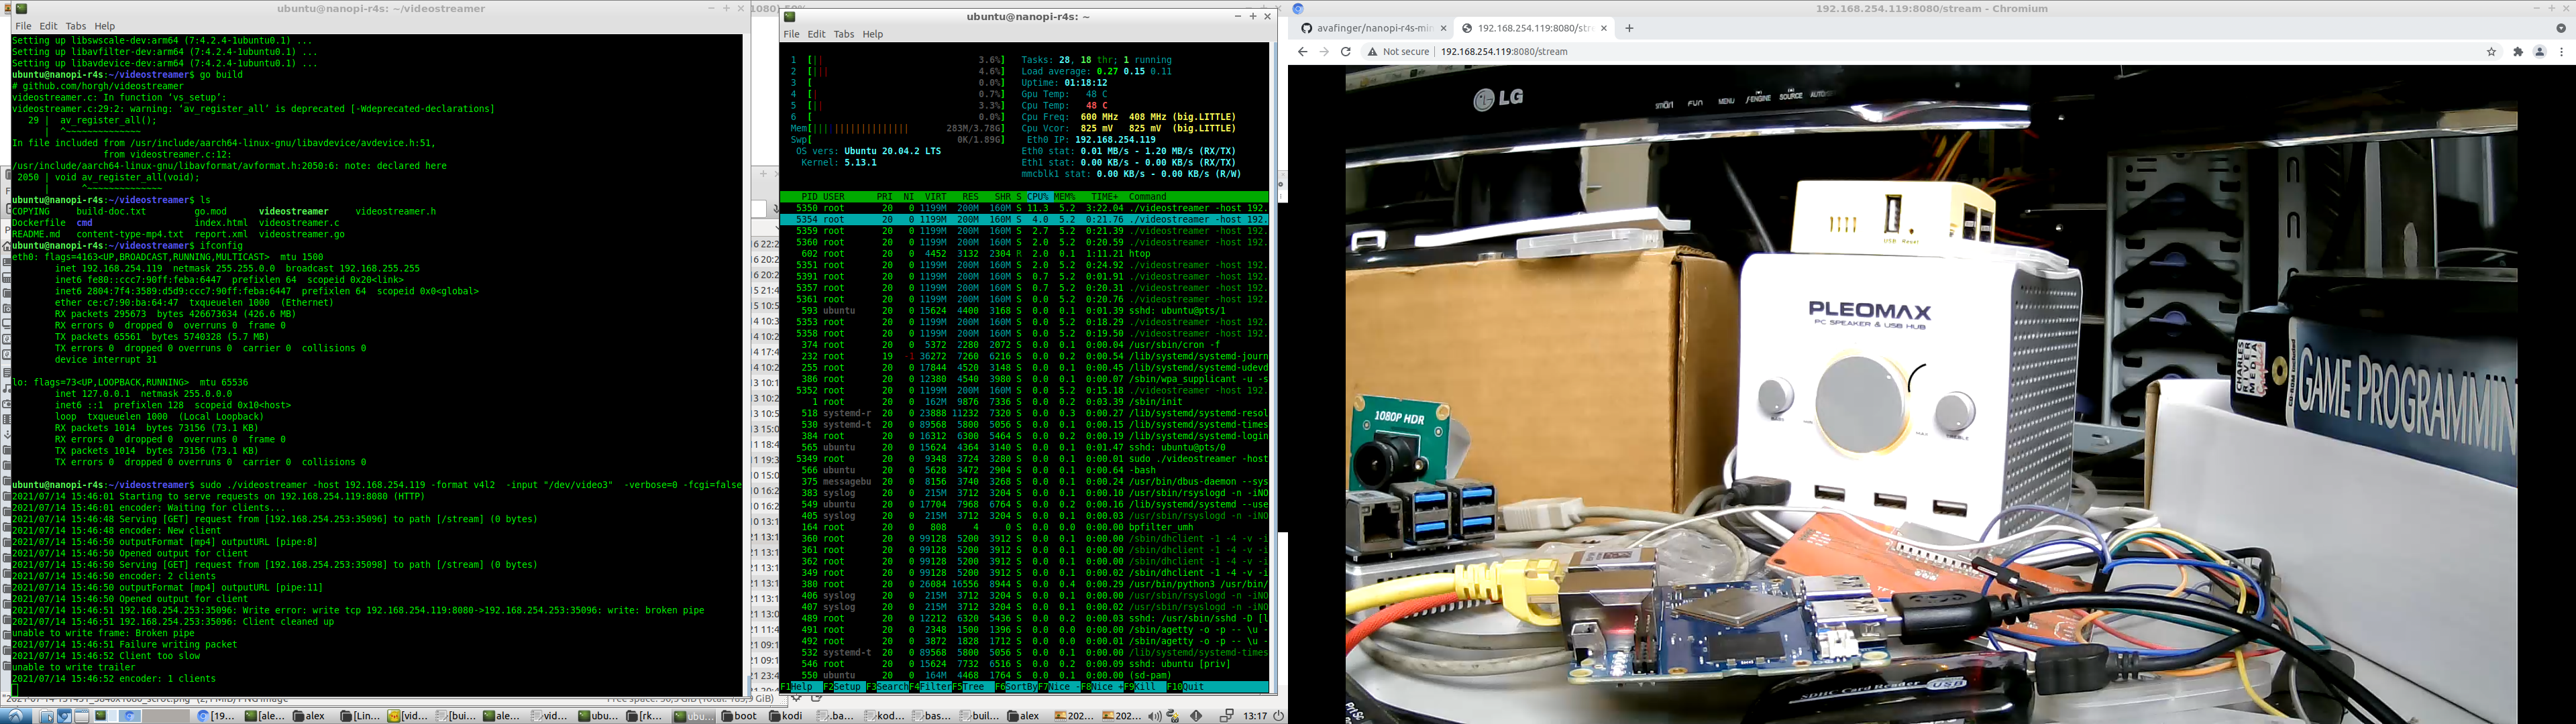 ubuntu@nanopi-r4s: ~/videostreamer
File Edit Tabs Help
Setting up libswscale-dev:arm64 (7:4.2.4-1ubuntu0.1) ...
Setting up libavfilter-dev:arm64 (7:4.2.4-1ubuntu0.1) ...
Setting up libavdevice-dev:arm64 (7:4.2.4-1ubuntu0.1) ...
ubuntu@nanopi-r4s:~/videostreamer$ go build
# github.com/horgh/videostreamer
videostreamer.c: In function ‘vs_setup’:
videostreamer.c:29:2: warning: ‘av_register_all’ is deprecated [-Wdeprecated-declarations]
29 | av_register_all();
| ^~~~~~~~~~~~~~~
In file included from /usr/include/aarch64-linux-gnu/libavdevice/avdevice.h:51,
from videostreamer.c:12:
/usr/include/aarch64-linux-gnu/libavformat/avformat.h:2050:6: note: declared here
2050 | void av_register_all(void);
| ^~~~~~~~~~~~~~~
ubuntu@nanopi-r4s:~/videostreamer$ ls
COPYING build-doc.txt go.mod videostreamer videostreamer.h
Dockerfile cmd index.html videostreamer.c
README.md content-type-mp4.txt report.xml videostreamer.go
ubuntu@nanopi-r4s:~/videostreamer$ ifconfig
eth0: flags=4163<UP,BROADCAST,RUNNING,MULTICAST> mtu 1500
inet 192.168.254.119 netmask 255.255.0.0 broadcast 192.168.255.255
inet6 fe80::ccc7:90ff:feba:6447 prefixlen 64 scopeid 0x20<link>
inet6 2804:7f4:3589:d5d9:ccc7:90ff:feba:6447 prefixlen 64 scopeid 0x0<global>
ether ce:c7:90:ba:64:47 txqueuelen 1000 (Ethernet)
RX packets 295673 bytes 426673634 (426.6 MB)
RX errors 0 dropped 0 overruns 0 frame 0
TX packets 65561 bytes 5740328 (5.7 MB)
TX errors 0 dropped 0 overruns 0 carrier 0 collisions 0
device interrupt 31
lo: flags=73<UP,LOOPBACK,RUNNING> mtu 65536
inet 127.0.0.1 netmask 255.0.0.0
inet6 ::1 prefixlen 128 scopeid 0x10<host>
loop txqueuelen 1000 (Local Loopback)
RX packets 1014 bytes 73156 (73.1 KB)
RX errors 0 dropped 0 overruns 0 frame 0
TX packets 1014 bytes 73156 (73.1 KB)
TX errors 0 dropped 0 overruns 0 carrier 0 collisions 0
ubuntu@nanopi-r4s:~/videostreamer$ sudo ./videostreamer -host 192.168.254.119 -format v4l2 -input "/dev/video3" -verbose=0 -fcgi=false
2021/07/14 15:46:01 Starting to serve requests on 192.168.254.119:8080 (HTTP)
2021/07/14 15:46:01 encoder: Waiting for clients...
2021/07/14 15:46:48 Serving [GET] request from [192.168.254.253:35096] to path [/stream] (0 bytes)
2021/07/14 15:46:48 encoder: New client
2021/07/14 15:46:50 outputFormat [mp4] outputURL [pipe:8]
2021/07/14 15:46:50 Opened output for client
2021/07/14 15:46:50 Serving [GET] request from [192.168.254.253:35098] to path [/stream] (0 bytes)
2021/07/14 15:46:50 encoder: 2 clients
2021/07/14 15:46:50 outputFormat [mp4] outputURL [pipe:11]
2021/07/14 15:46:50 Opened output for client
2021/07/14 15:46:51 192.168.254.253:35096: Write error: write tcp 192.168.254.119:8080->192.168.254.253:35096: write: broken pipe
2021/07/14 15:46:51 192.168.254.253:35096: Client cleaned up
unable to write frame: Broken pipe
2021/07/14 15:46:51 Failure writing packet
2021/07/14 15:46:52 Client too slow
unable to write trailer
2021/07/14 15:46:52 encoder: 1 clients
ubuntu@nanopi-r4s: ~
File Edit Tabs Help
1 [|| 3.6%] Tasks: 28, 18 thr; 1 running
2 [||| 4.6%] Load average: 0.27 0.15 0.11
3 [ 0.0%] Uptime: 01:18:12
4 [| 0.7%] Gpu Temp: 48 C
5 [|| 3.3%] Cpu Temp: 48 C
6 [ 0.0%] Cpu Freq: 600 MHz 408 MHz (big.LITTLE)
Mem[|||||||||||||||||| 283M/3.78G] Cpu Vcor: 825 mV 825 mV (big.LITTLE)
Swp[ 0K/1.89G] Eth0 IP: 192.168.254.119
OS vers: Ubuntu 20.04.2 LTS Eth0 stat: 0.01 MB/s - 1.20 MB/s (RX/TX)
Kernel: 5.13.1 Eth1 stat: 0.00 KB/s - 0.00 KB/s (RX/TX)
mmcblk1 stat: 0.00 KB/s - 0.00 KB/s (R/W)
PID USER PRI NI VIRT RES SHR S CPU% MEM% TIME+ Command
5350 root 20 0 1199M 200M 160M S 11.3 5.2 3:22.04 ./videostreamer -host 192.
5354 root 20 0 1199M 200M 160M S 4.0 5.2 0:21.76 ./videostreamer -host 192.
5359 root 20 0 1199M 200M 160M S 2.7 5.2 0:21.39 ./videostreamer -host 192.
5360 root 20 0 1199M 200M 160M S 2.0 5.2 0:20.59 ./videostreamer -host 192.
602 root 20 0 4452 3132 2304 R 2.0 0.1 1:11.21 htop
5351 root 20 0 1199M 200M 160M S 2.0 5.2 0:24.92 ./videostreamer -host 192.
5391 root 20 0 1199M 200M 160M S 0.7 5.2 0:01.91 ./videostreamer -host 192.
5357 root 20 0 1199M 200M 160M S 0.7 5.2 0:20.31 ./videostreamer -host 192.
5361 root 20 0 1199M 200M 160M S 0.0 5.2 0:20.76 ./videostreamer -host 192.
593 ubuntu 20 0 15624 4400 3168 S 0.0 0.1 0:01.39 sshd: ubuntu@pts/1
5353 root 20 0 1199M 200M 160M S 0.0 5.2 0:18.29 ./videostreamer -host 192.
5358 root 20 0 1199M 200M 160M S 0.0 5.2 0:19.50 ./videostreamer -host 192.
374 root 20 0 5372 2280 2072 S 0.0 0.1 0:00.04 /usr/sbin/cron -f
232 root 19 -1 36272 7260 6216 S 0.0 0.2 0:00.54 /lib/systemd/systemd-journ
255 root 20 0 17844 4520 3148 S 0.0 0.1 0:00.45 /lib/systemd/systemd-udevd
386 root 20 0 12380 4540 3980 S 0.0 0.1 0:00.07 /sbin/wpa_supplicant -u -s
5352 root 20 0 1199M 200M 160M S 0.0 5.2 0:15.18 ./videostreamer -host 192.
1 root 20 0 162M 9876 7336 S 0.0 0.2 0:03.39 /sbin/init
518 systemd-r 20 0 23888 11232 7320 S 0.0 0.3 0:00.27 /lib/systemd/systemd-resol
530 systemd-t 20 0 89568 5800 5056 S 0.0 0.1 0:00.15 /lib/systemd/systemd-times
384 root 20 0 16312 6300 5464 S 0.0 0.2 0:00.19 /lib/systemd/systemd-login
565 ubuntu 20 0 15624 4364 3140 S 0.0 0.1 0:01.47 sshd: ubuntu@pts/0
5349 root 20 0 9348 3724 3280 S 0.0 0.1 0:00.01 sudo ./videostreamer -host
566 ubuntu 20 0 5628 3472 2904 S 0.0 0.1 0:00.64 -bash
375 messagebu 20 0 8156 3740 3268 S 0.0 0.1 0:00.24 /usr/bin/dbus-daemon --sys
383 syslog 20 0 215M 3712 3204 S 0.0 0.1 0:00.10 /usr/sbin/rsyslogd -n -iNO
549 ubuntu 20 0 17704 7968 6764 S 0.0 0.2 0:00.16 /lib/systemd/systemd --use
405 syslog 20 0 215M 3712 3204 S 0.0 0.1 0:00.03 /usr/sbin/rsyslogd -n -iNO
164 root 20 0 808 4 0 S 0.0 0.0 0:00.00 bpfilter_umh
360 root 20 0 99128 5200 3912 S 0.0 0.1 0:00.00 /sbin/dhclient -1 -4 -v -i
361 root 20 0 99128 5200 3912 S 0.0 0.1 0:00.00 /sbin/dhclient -1 -4 -v -i
362 root 20 0 99128 5200 3912 S 0.0 0.1 0:00.00 /sbin/dhclient -1 -4 -v -i
349 root 20 0 99128 5200 3912 S 0.0 0.1 0:00.02 /sbin/dhclient -1 -4 -v -i
380 root 20 0 26084 16556 8944 S 0.0 0.4 0:00.29 /usr/bin/python3 /usr/bin/
406 syslog 20 0 215M 3712 3204 S 0.0 0.1 0:00.00 /usr/sbin/rsyslogd -n -iNO
407 syslog 20 0 215M 3712 3204 S 0.0 0.1 0:00.02 /usr/sbin/rsyslogd -n -iNO
489 root 20 0 12212 6320 5436 S 0.0 0.2 0:00.03 sshd: /usr/sbin/sshd -D [l
491 root 20 0 2348 1500 1396 S 0.0 0.0 0:00.00 /sbin/agetty -o -p -- \u -
492 root 20 0 3872 1828 1712 S 0.0 0.1 0:00.01 /sbin/agetty -o -p -- \u -
532 systemd-t 20 0 89568 5800 5056 S 0.0 0.1 0:00.00 /lib/systemd/systemd-times
546 root 20 0 15624 7732 6516 S 0.0 0.2 0:00.09 sshd: ubuntu [priv]
550 ubuntu 20 0 164M 4468 1764 S 0.0 0.1 0:00.00 (sd-pam)
F1Help F2Setup F3SearchF4FilterF5Tree F6SortByF7Nice -F8Nice +F9Kill F10Quit
192.168.254.119:8080/stream - Chromium
avafinger/nanopi-r4s-min
192.168.254.119:8080/stre
Not secure | 192.168.254.119:8080/stream
LG
smart FUN MENU ENGINE SOURCE AUTO
USB Reset
PLEOMAX
PC SPEAKER & USB HUB
1080P HDR
CHARLES RIVER MEDIA
GAME PROGRAMMIN
SDHC Card Reader USB
[19... [ale... alex [Lin... [vid... [bui... ale... vid... ubu... [rk... ubu... boot kodi .ba... kod... bas... buil... alex 202... 202... 13:17